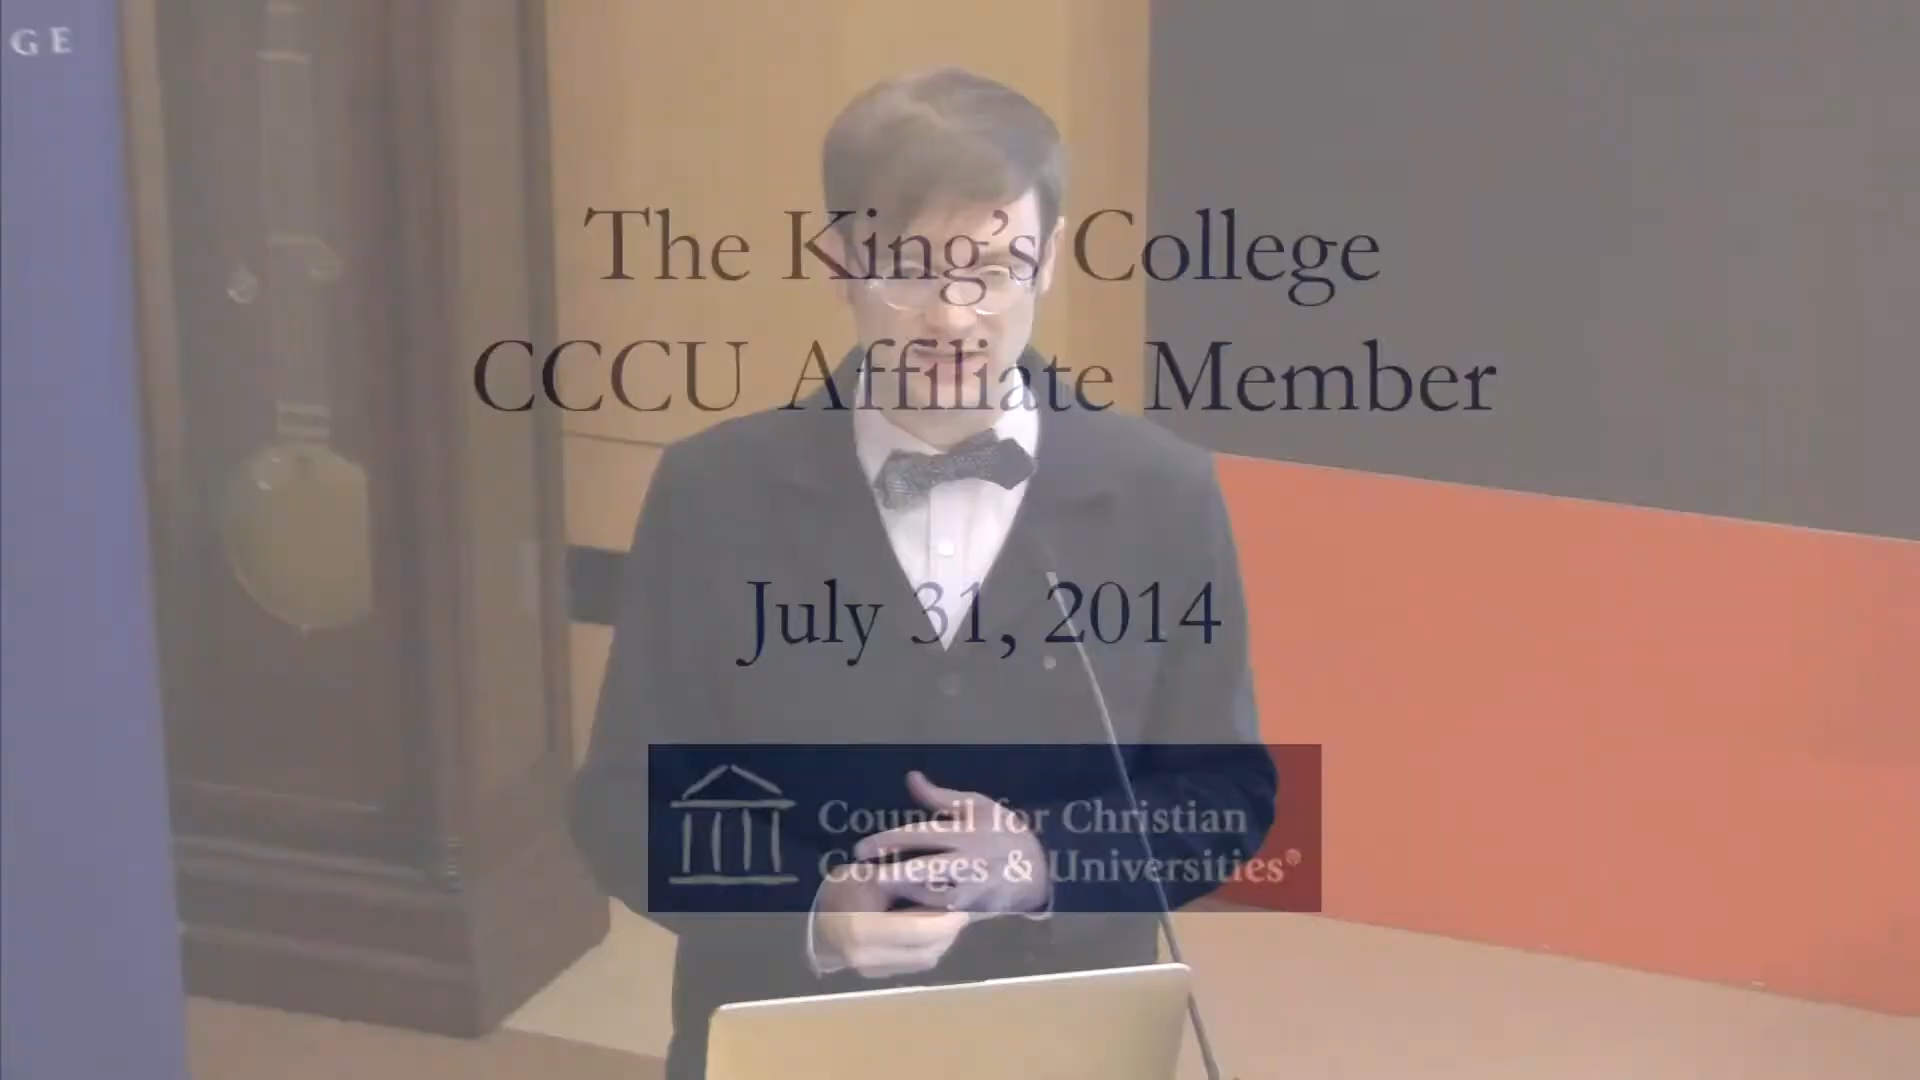 GE
The King's College
CCCU Affiliate Member
July 31, 2014
Council for Christian
Colleges & Universities®